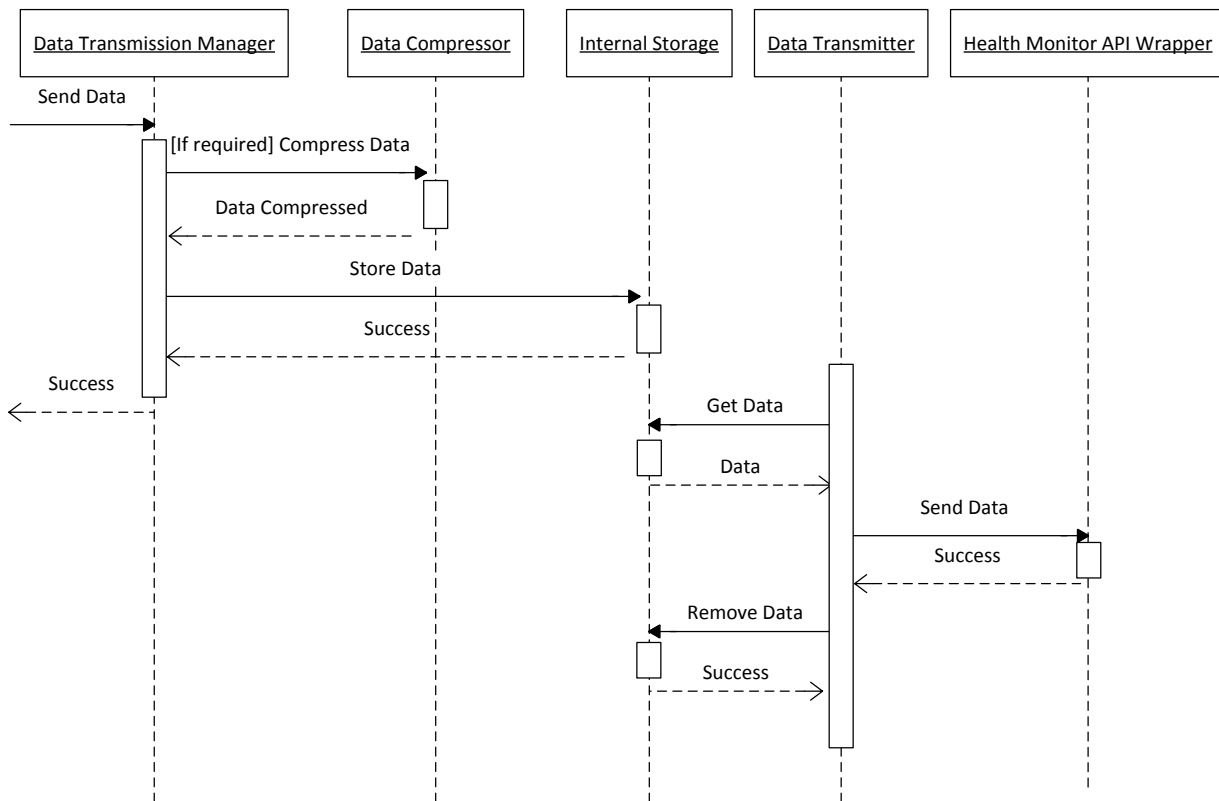 Data Transmission Manager
Data Compressor
Internal Storage
Data Transmitter
Health Monitor API Wrapper
Send Data
[If required] Compress Data
Data Compressed
Store Data
Success
Success
Get Data
Data
Send Data
Success
Remove Data
Success